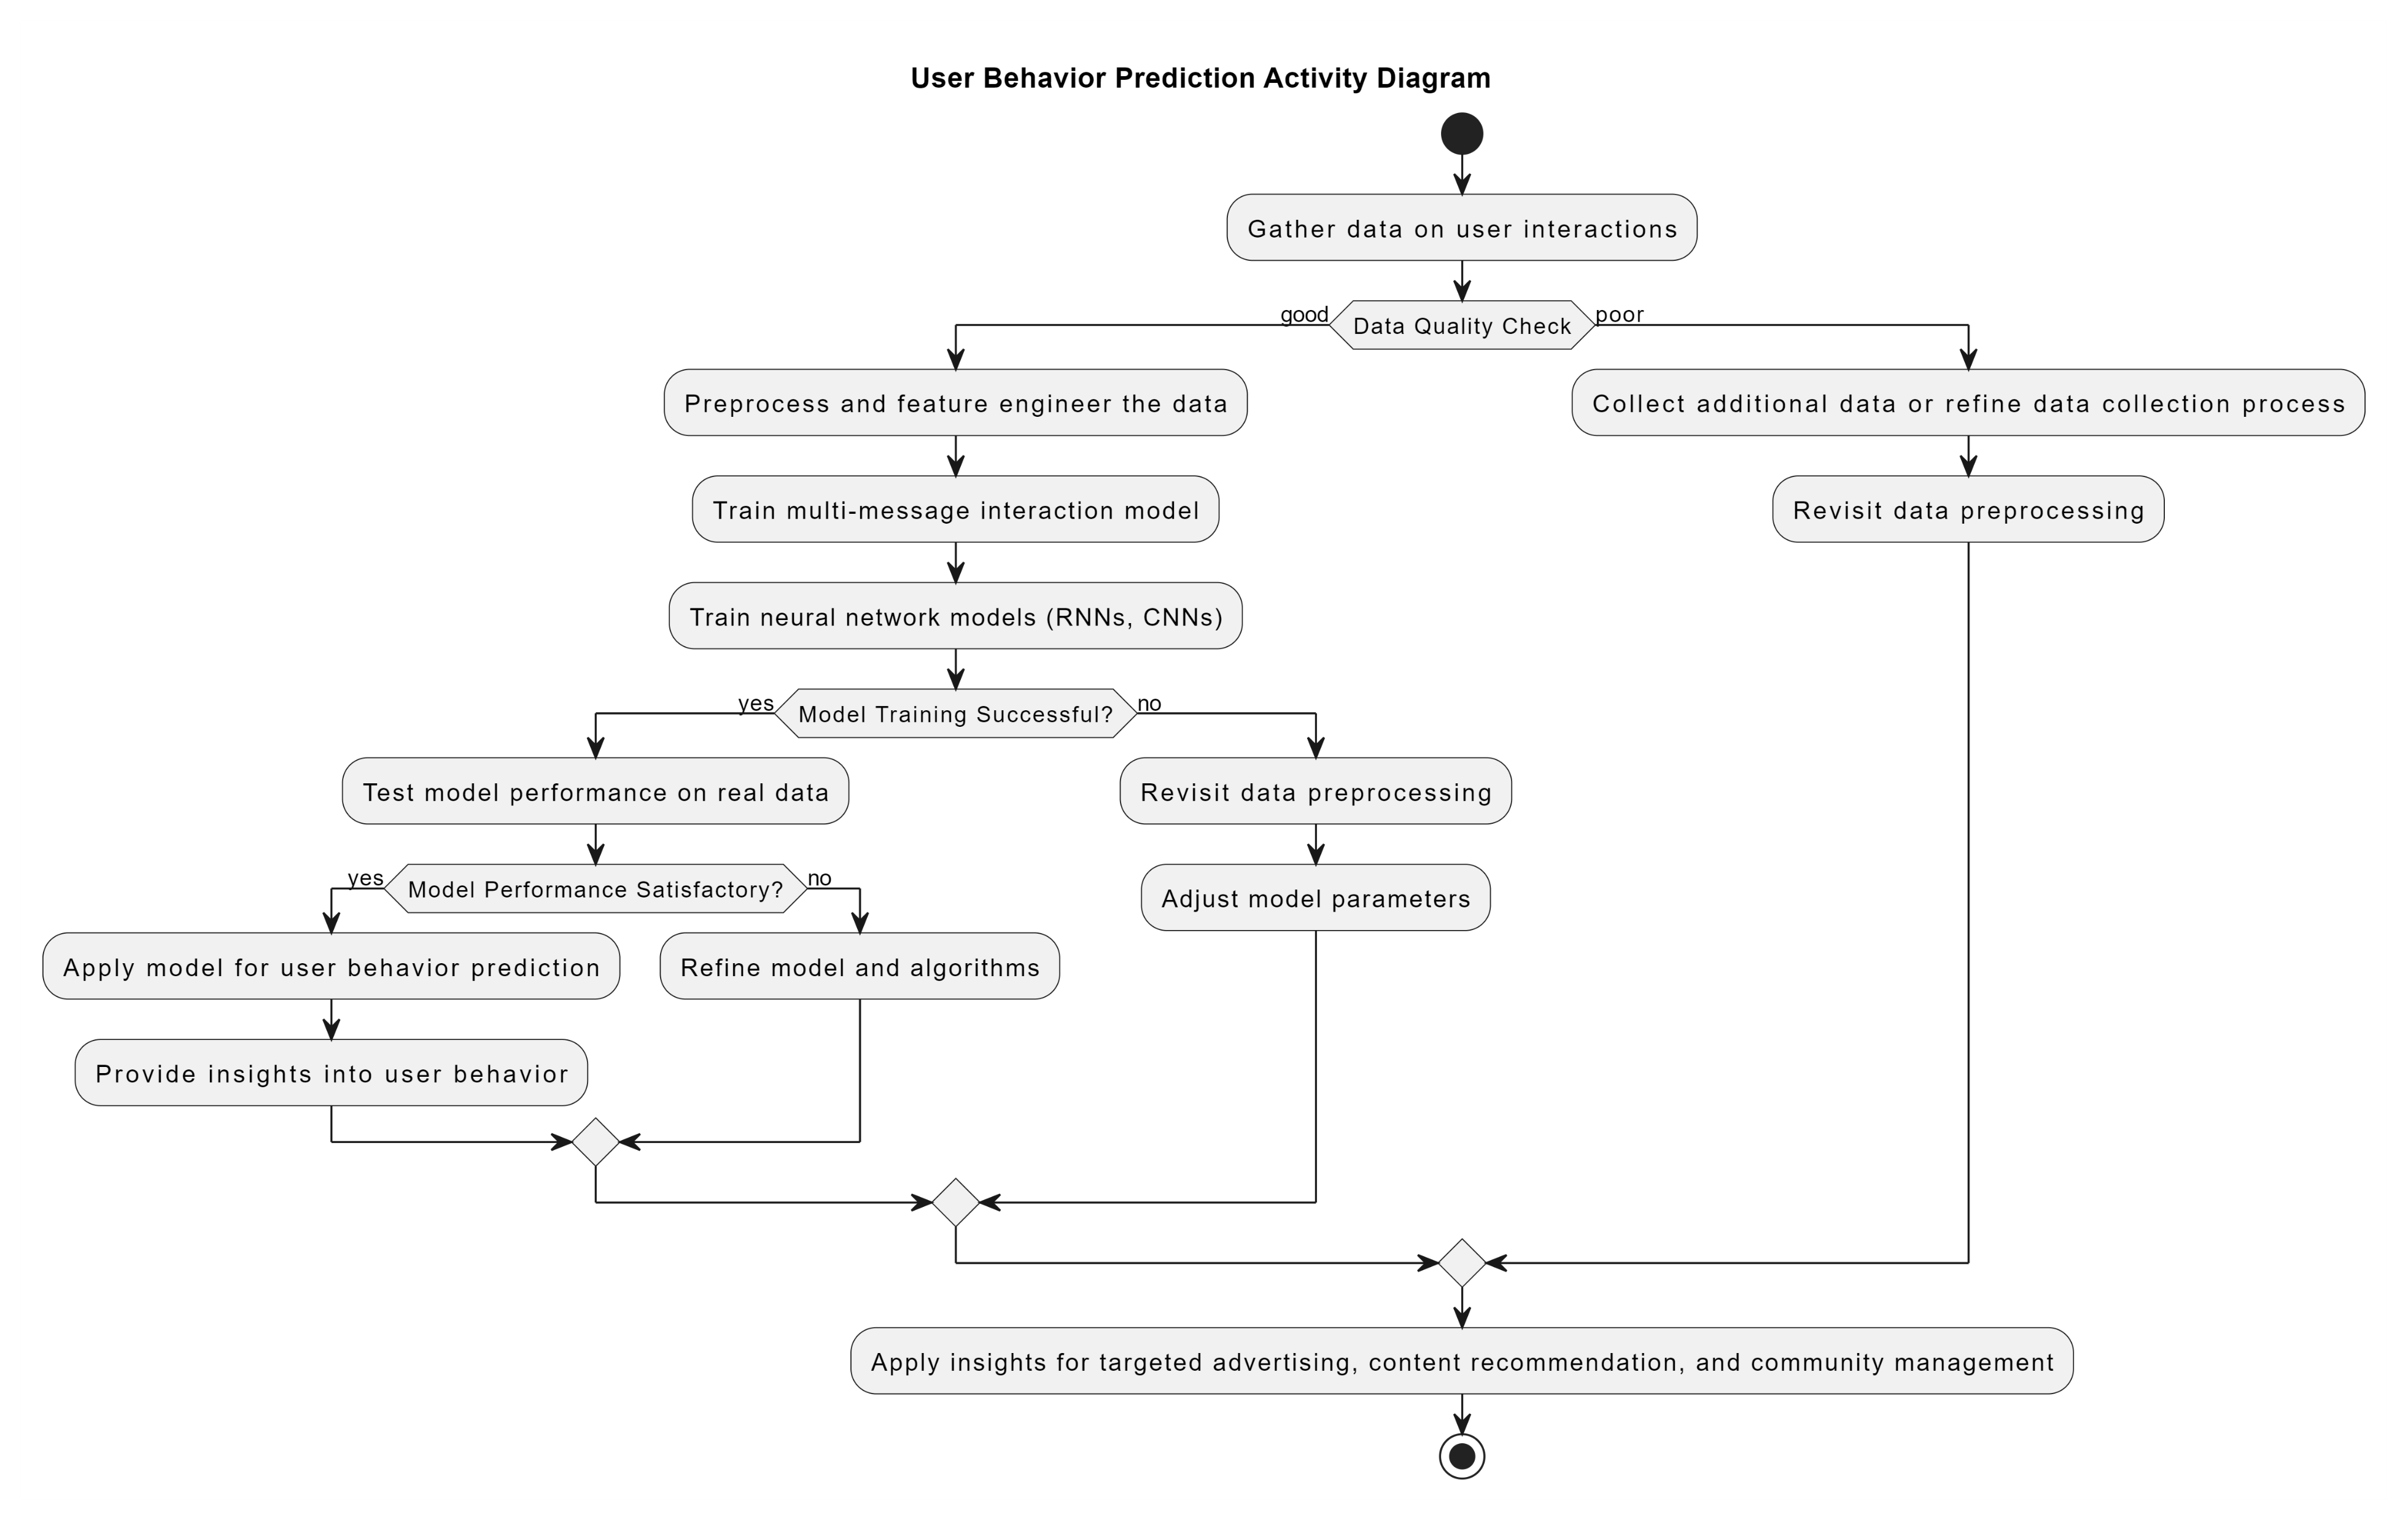 User Behavior Prediction Activity Diagram
Gather data on user interactions
good
Data Quality Check
poor
Preprocess and feature engineer the data
Collect additional data or refine data collection process
Train multi-message interaction model
Revisit data preprocessing
Train neural network models (RNNs, CNNs)
yes
Model Training Successful?
no
Test model performance on real data
Revisit data preprocessing
yes
Model Performance Satisfactory?
no
Adjust model parameters
Apply model for user behavior prediction
Refine model and algorithms
Provide insights into user behavior
Apply insights for targeted advertising, content recommendation, and community management